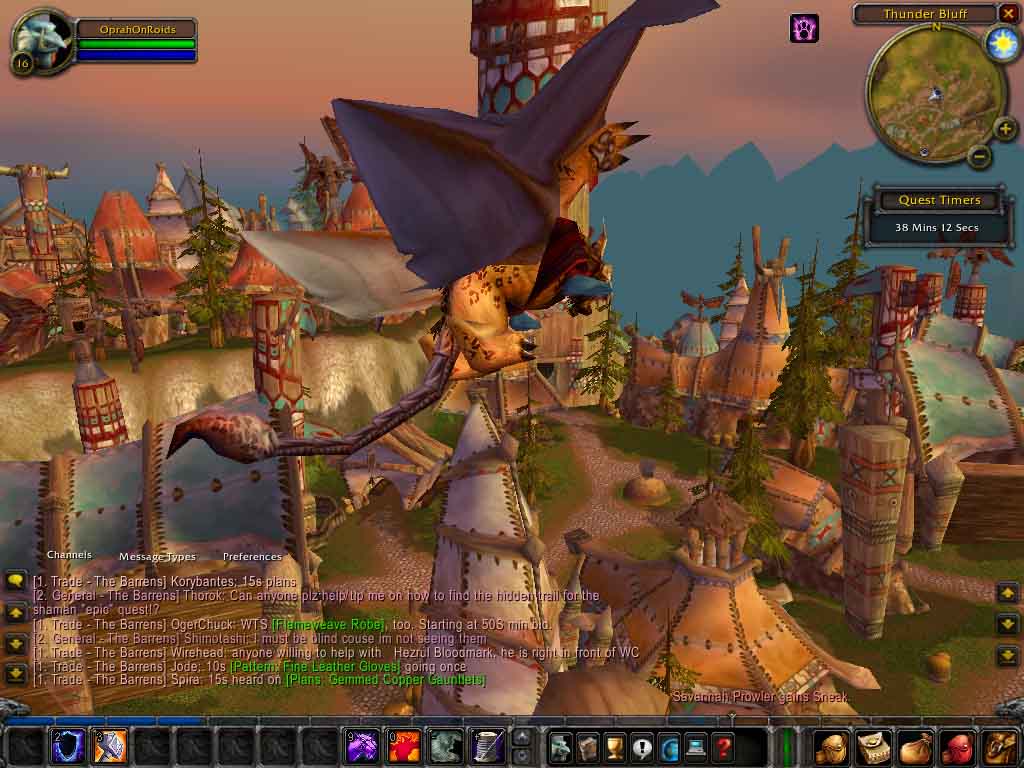 OprahOnRoids
16
Thunder Bluff
N
Quest Timers
38 Mins 12 Secs
Channels
Message Types
Preferences
[1. Trade - The Barrens] Korybantes: 15s plans
[2. General - The Barrens] Thorok: Can anyone plz help up me on how to find the hidden trail for the
shaman "epic" quest!?
[1. Trade - The Barrens] OgerChuck: WTS [Flameweave Robe], too. Starting at 50S min bid.
[2. General - The Barrens] Shimotashi: I must be blind couse im not seeing them
[1. Trade - The Barrens] Wirehead: anyone willing to help with Hezrul Bloodmark, he is right in front of WC
[1. Trade - The Barrens] Jode: 10s [Pattern: Fine Leather Gloves] going once
[1. Trade - The Barrens] Spira: 15s heard on [Plans: Gemmed Copper Gauntlets]
Savannah Prowler gains Sneak.
2
3
9
0